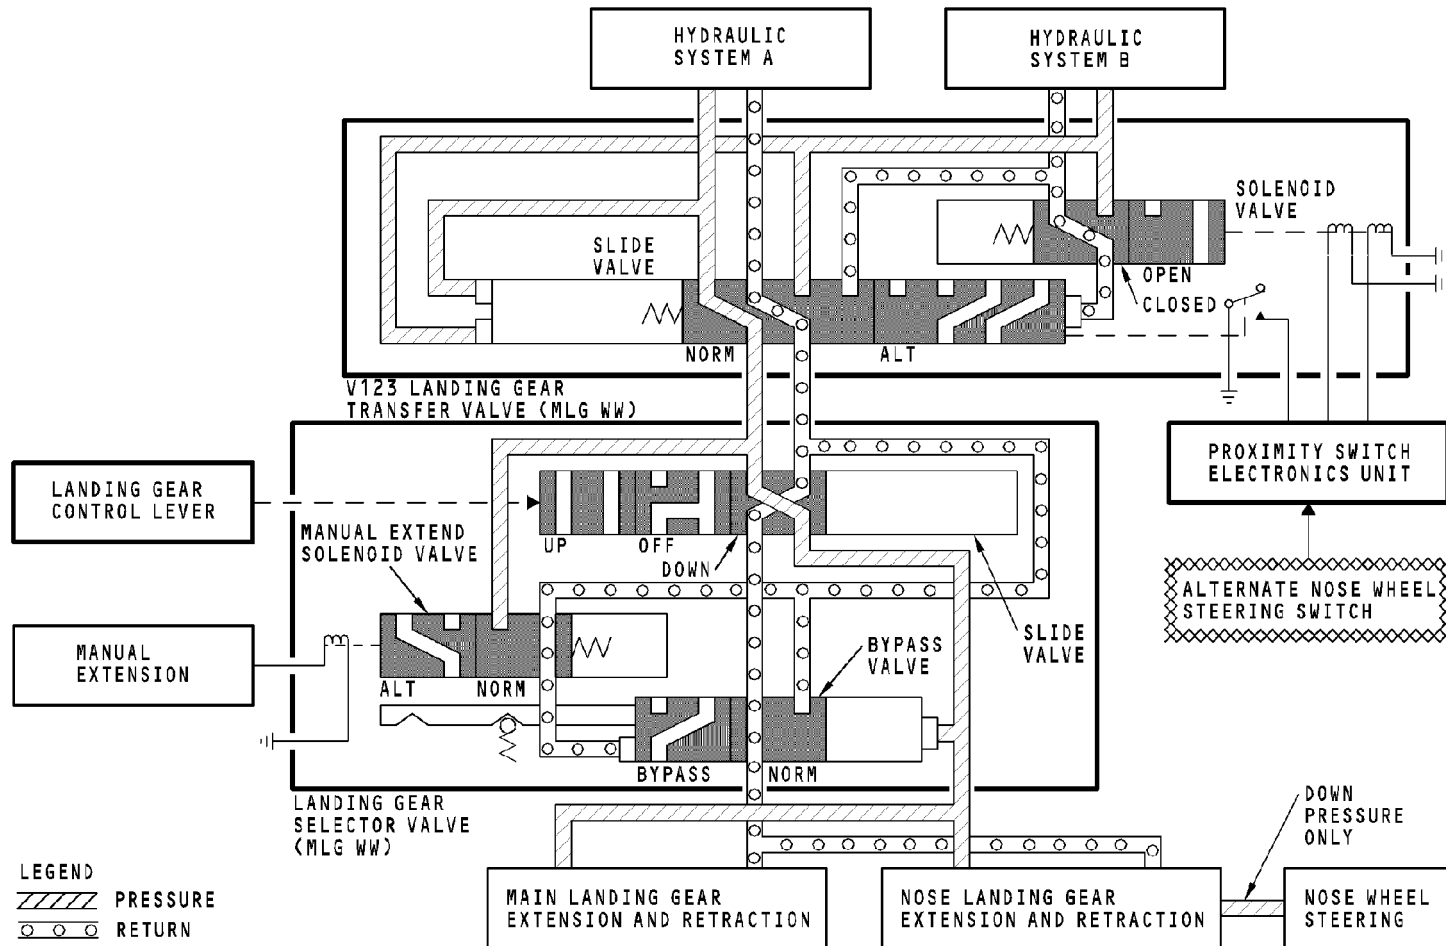 HYDRAULIC
SYSTEM A
HYDRAULIC
SYSTEM B
SOLENOID
VALVE
SLIDE
VALVE
OPEN
CLOSED
NORM
ALT
V123 LANDING GEAR
TRANSFER VALVE (MLG WW)
PROXIMITY SWITCH
ELECTRONICS UNIT
LANDING GEAR
CONTROL LEVER
MANUAL EXTEND
SOLENOID VALVE
UP
OFF
DOWN
ALTERNATE NOSE WHEEL
STEERING SWITCH
SLIDE
VALVE
BYPASS
VALVE
MANUAL
EXTENSION
ALT
NORM
BYPASS
NORM
LANDING GEAR
SELECTOR VALVE
(MLG WW)
DOWN
PRESSURE
ONLY
LEGEND
PRESSURE
RETURN
MAIN LANDING GEAR
EXTENSION AND RETRACTION
NOSE LANDING GEAR
EXTENSION AND RETRACTION
NOSE WHEEL
STEERING